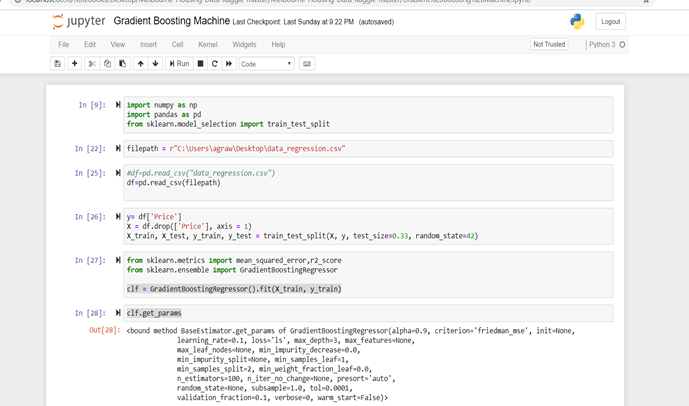 jupyter Gradient Boosting Machine Last Checkpoint: Last Sunday at 9:22 PM (autosaved)
Logout
File Edit View Insert Cell Kernel Widgets Help
Not Trusted Python 3
Run Code
In [9]: import numpy as np
import pandas as pd
from sklearn.model_selection import train_test_split
In [22]: filepath = r"C:\Users\agraw\Desktop\data_regression.csv"
In [25]: #df=pd.read_csv("data_regression.csv")
df=pd.read_csv(filepath)
In [26]: y= df['Price']
X = df.drop(['Price'], axis = 1)
X_train, X_test, y_train, y_test = train_test_split(X, y, test_size=0.33, random_state=42)
In [27]: from sklearn.metrics import mean_squared_error,r2_score
from sklearn.ensemble import GradientBoostingRegressor
clf = GradientBoostingRegressor().fit(X_train, y_train)
In [28]: clf.get_params
Out[28]: <bound method BaseEstimator.get_params of GradientBoostingRegressor(alpha=0.9, criterion='friedman_mse', init=None,
learning_rate=0.1, loss='ls', max_depth=3, max_features=None,
max_leaf_nodes=None, min_impurity_decrease=0.0,
min_impurity_split=None, min_samples_leaf=1,
min_samples_split=2, min_weight_fraction_leaf=0.0,
n_estimators=100, n_iter_no_change=None, presort='auto',
random_state=None, subsample=1.0, tol=0.0001,
validation_fraction=0.1, verbose=0, warm_start=False)>